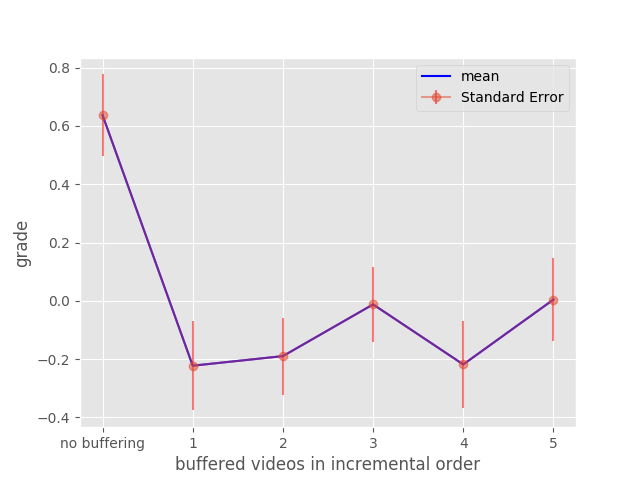 mean
Standard Error
0.8
0.6
0.4
0.2
0.0
−0.2
−0.4
grade
no buffering 1 2 3 4 5
buffered videos in incremental order